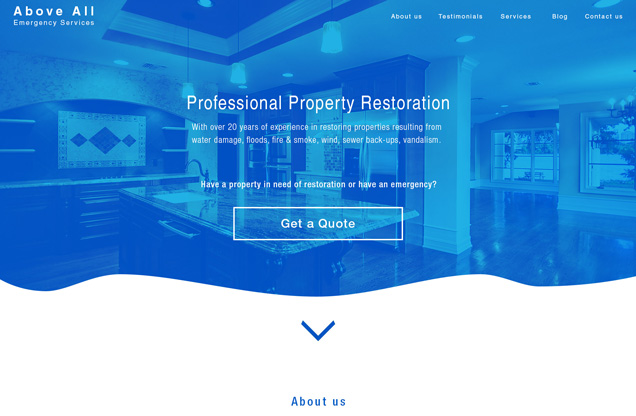 Above All
Emergency Services
About us
Testimonials
Services
Blog
Contact us
Professional Property Restoration
With over 20 years of experience in restoring properties resulting from
water damage, floods, fire & smoke, wind, sewer back-ups, vandalism.
Have a property in need of restoration or have an emergency?
Get a Quote
About us